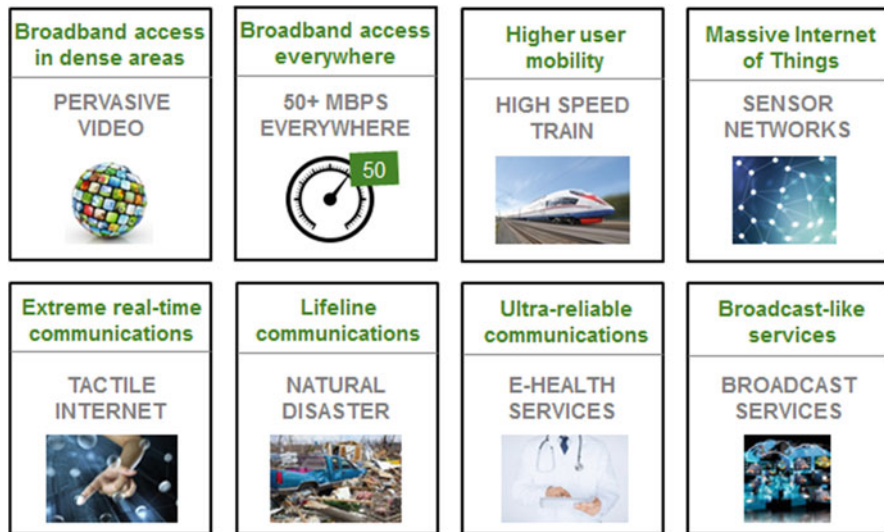 Broadband access
in dense areas
PERVASIVE
VIDEO
Broadband access
everywhere
50+ MBPS
EVERYWHERE
50
Higher user
mobility
HIGH SPEED
TRAIN
Massive Internet
of Things
SENSOR
NETWORKS
Extreme real-time
communications
TACTILE
INTERNET
Lifeline
communications
NATURAL
DISASTER
Ultra-reliable
communications
E-HEALTH
SERVICES
Broadcast-like
services
BROADCAST
SERVICES